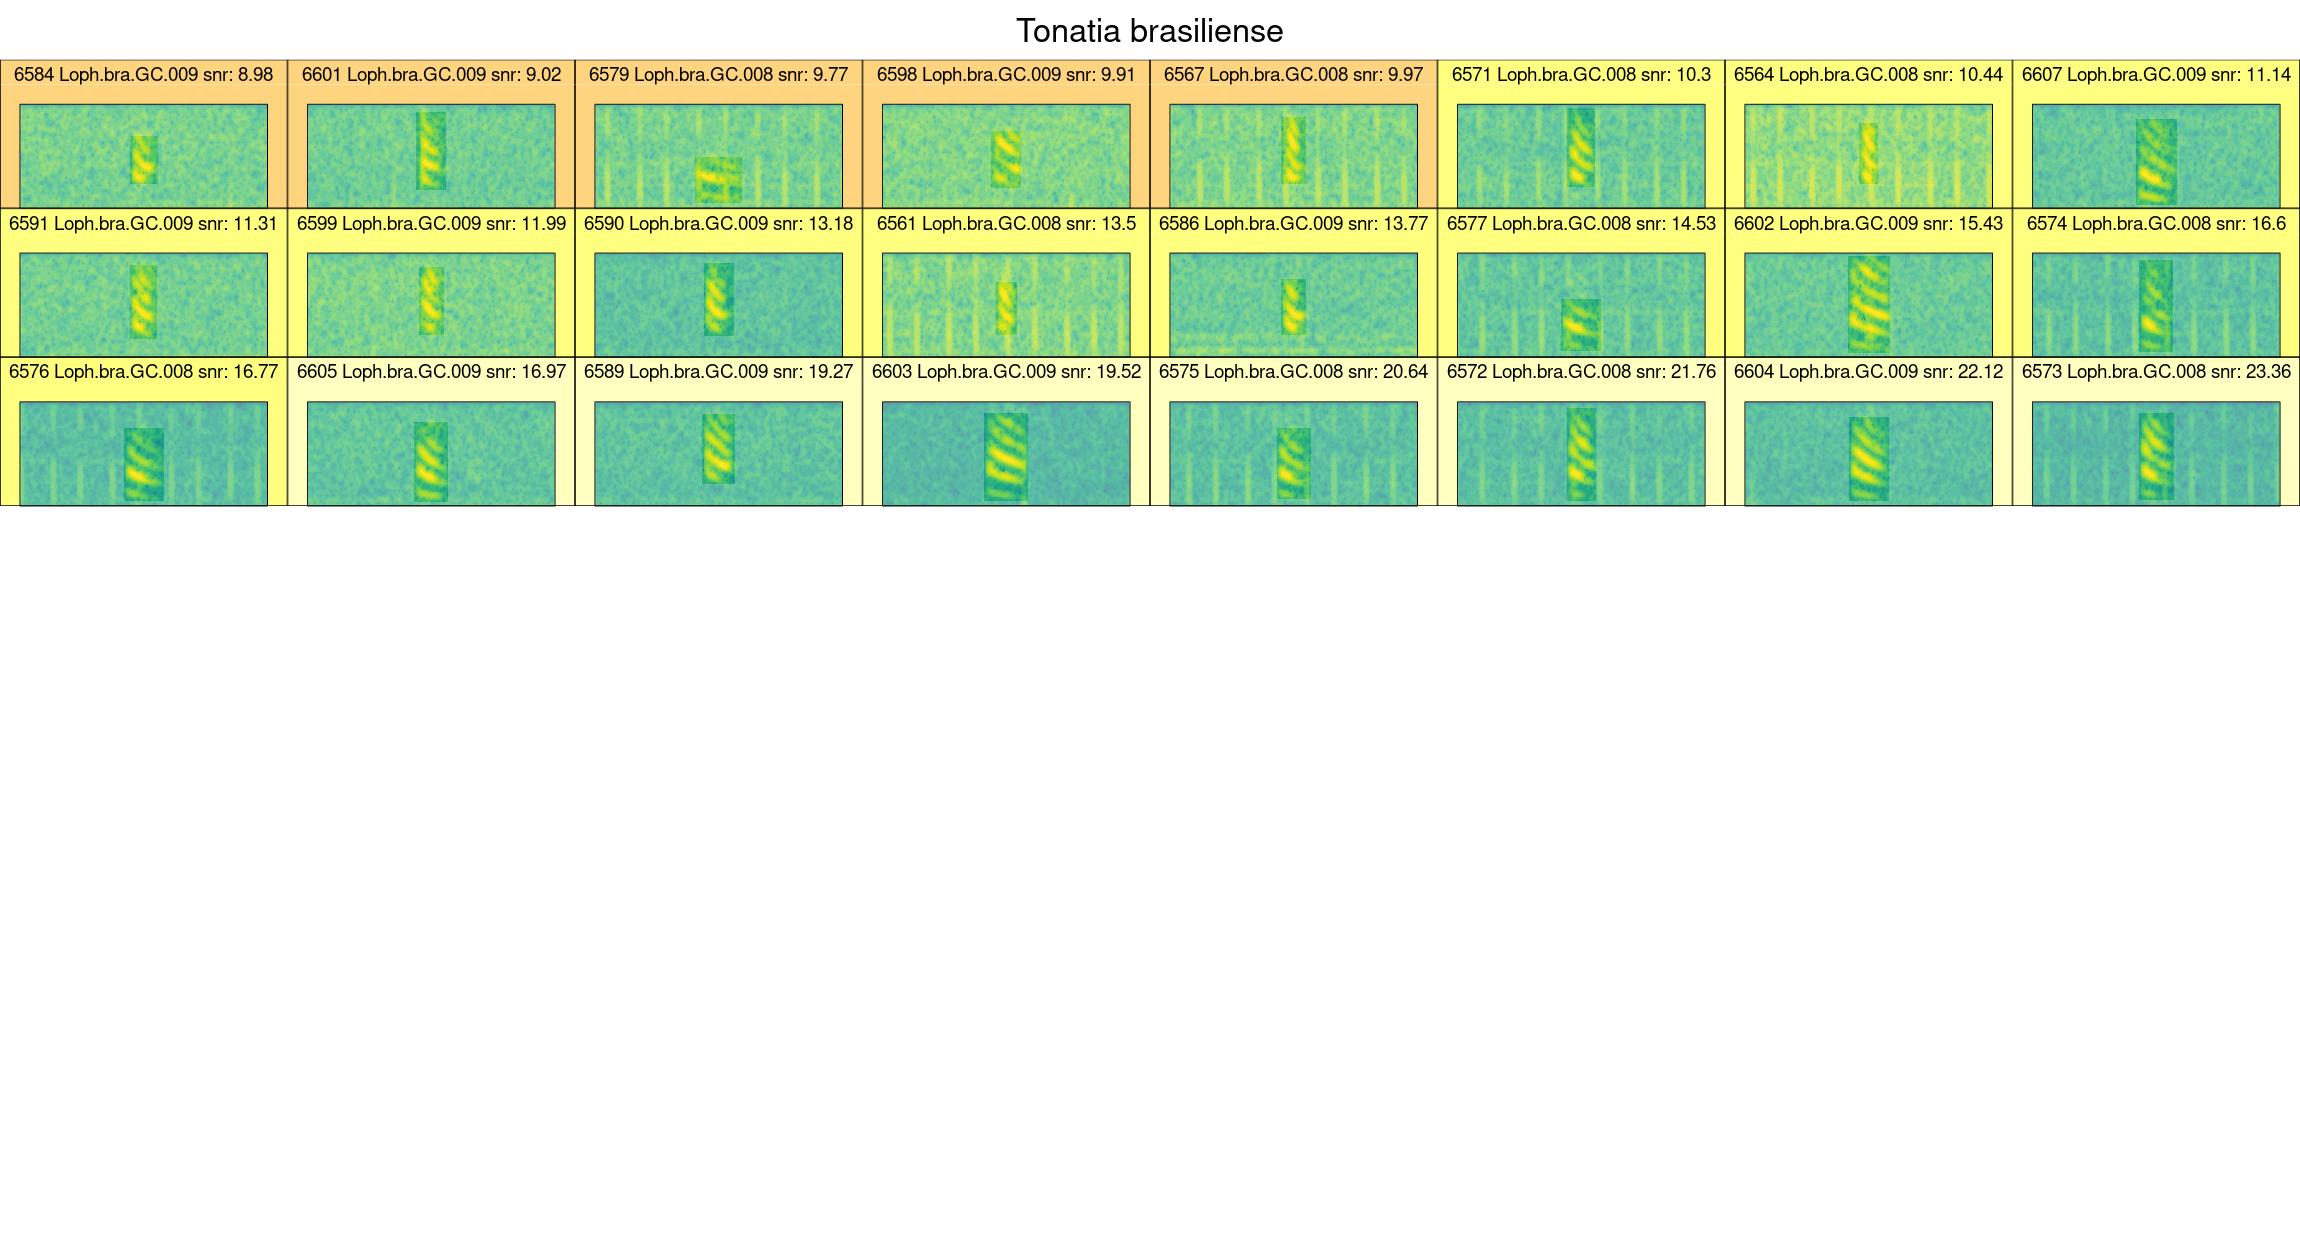 Tonatia brasiliense
6584 Loph.bra.GC.009 snr: 8.98
6601 Loph.bra.GC.009 snr: 9.02
6579 Loph.bra.GC.008 snr: 9.77
6598 Loph.bra.GC.009 snr: 9.91
6567 Loph.bra.GC.008 snr: 9.97
6571 Loph.bra.GC.008 snr: 10.3
6564 Loph.bra.GC.008 snr: 10.44
6607 Loph.bra.GC.009 snr: 11.14
6591 Loph.bra.GC.009 snr: 11.31
6599 Loph.bra.GC.009 snr: 11.99
6590 Loph.bra.GC.009 snr: 13.18
6561 Loph.bra.GC.008 snr: 13.5
6586 Loph.bra.GC.009 snr: 13.77
6577 Loph.bra.GC.008 snr: 14.53
6602 Loph.bra.GC.009 snr: 15.43
6574 Loph.bra.GC.008 snr: 16.6
6576 Loph.bra.GC.008 snr: 16.77
6605 Loph.bra.GC.009 snr: 16.97
6589 Loph.bra.GC.009 snr: 19.27
6603 Loph.bra.GC.009 snr: 19.52
6575 Loph.bra.GC.008 snr: 20.64
6572 Loph.bra.GC.008 snr: 21.76
6604 Loph.bra.GC.009 snr: 22.12
6573 Loph.bra.GC.008 snr: 23.36